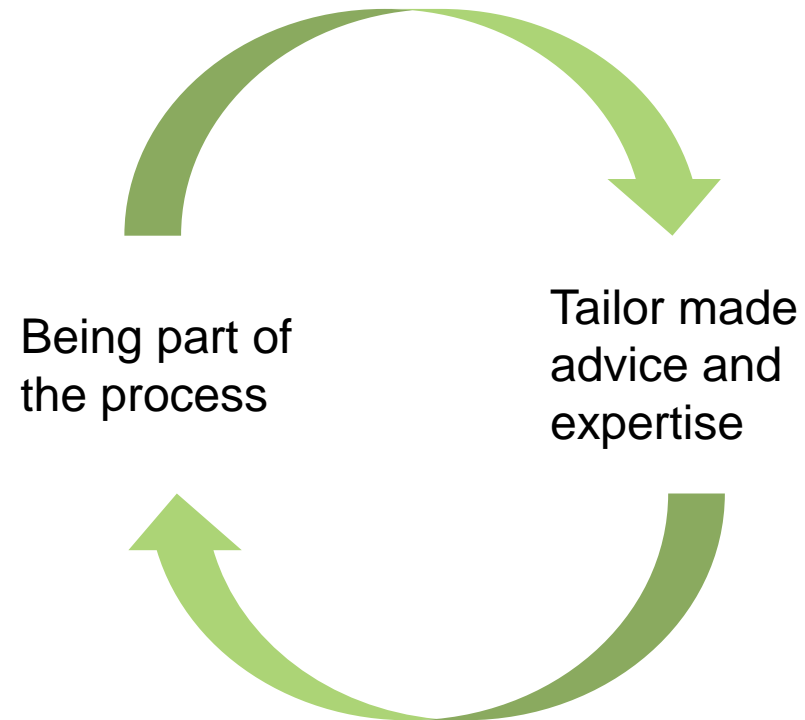 Being part of
the process
Tailor made
advice and
expertise